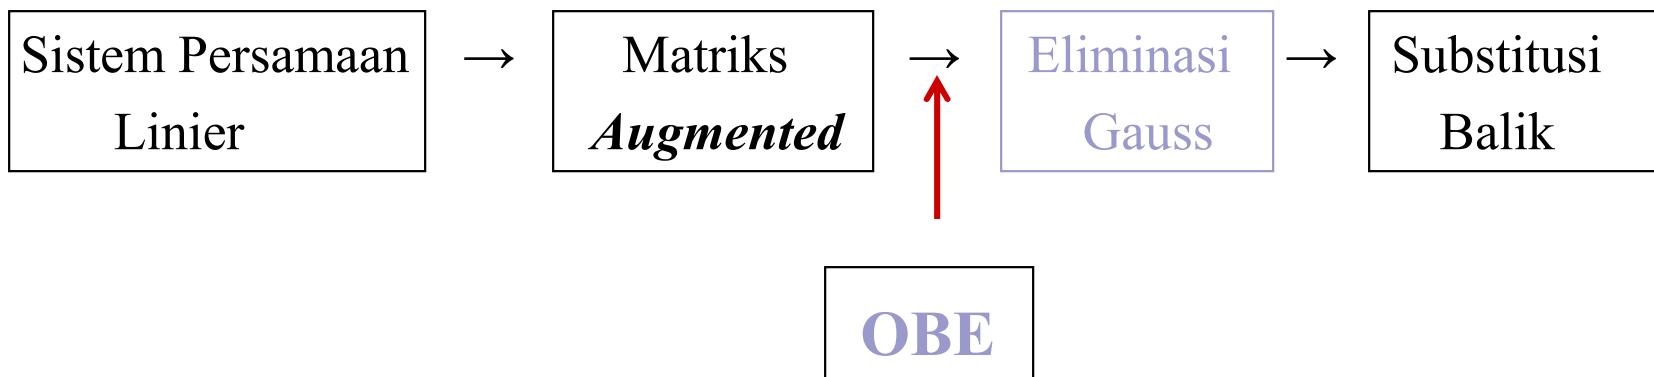 Sistem Persamaan Linier → Matriks Augmented → Eliminasi Gauss → Substitusi Balik
OBE